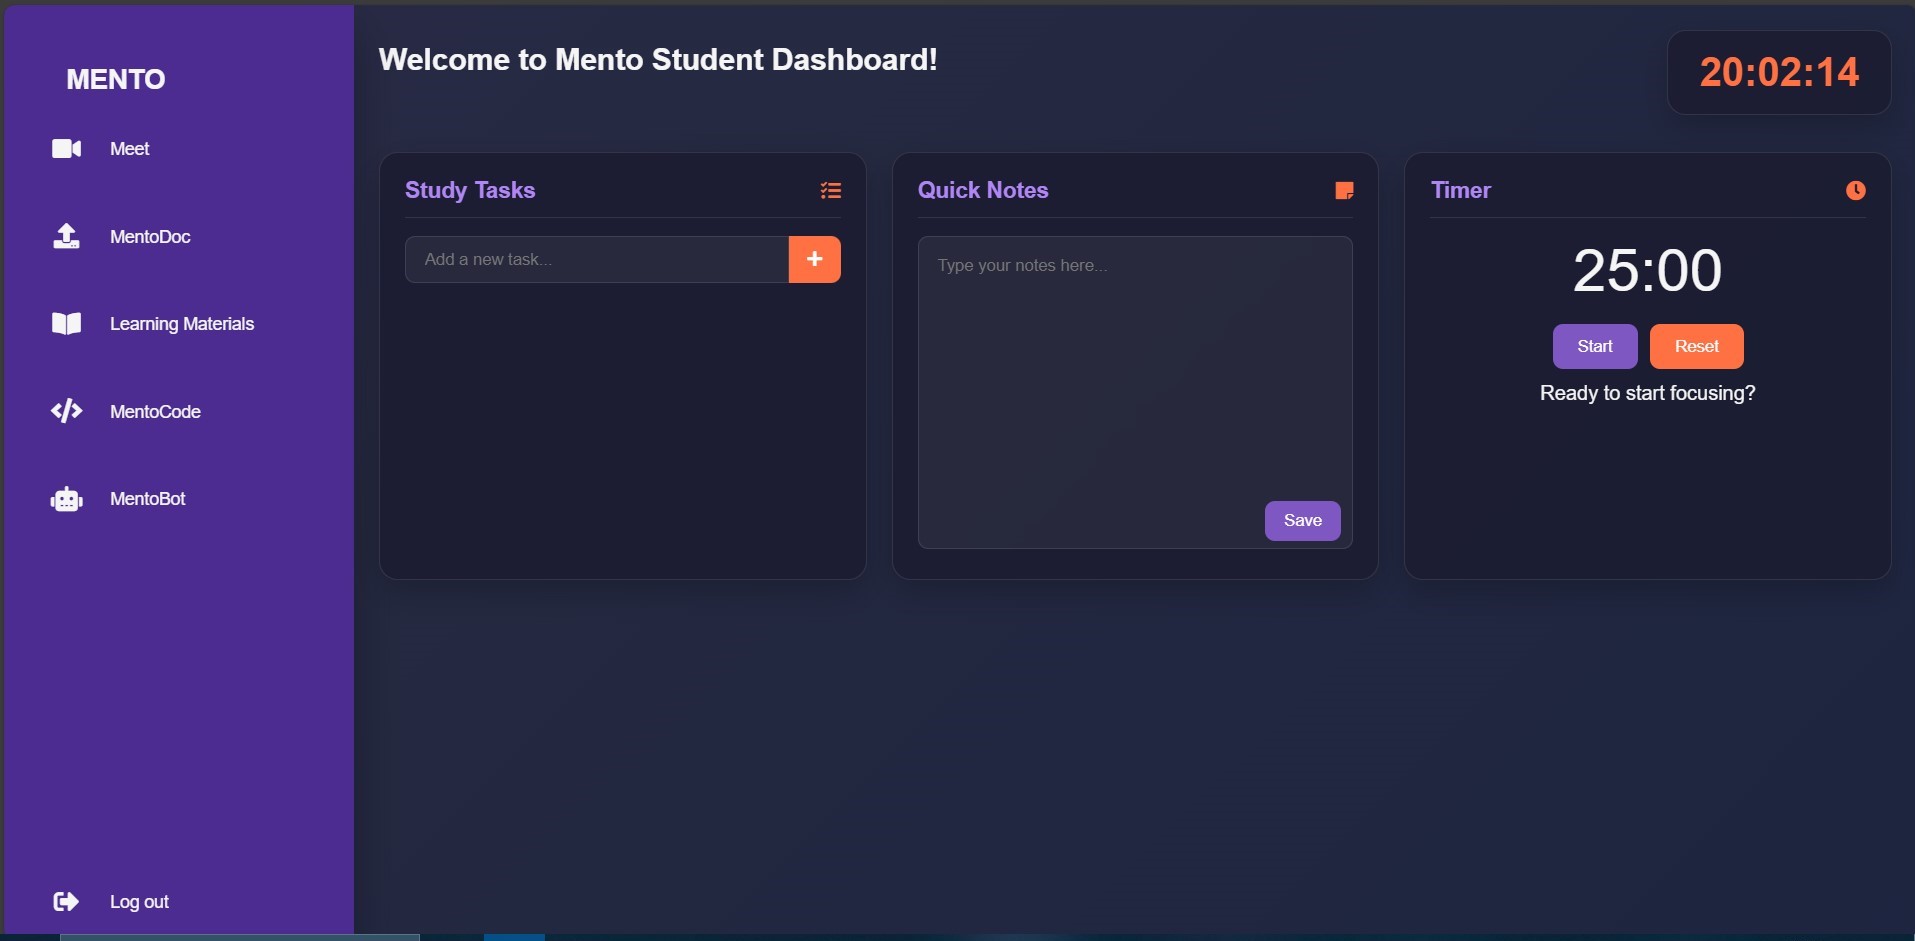 MENTO
Meet
MentoDoc
Learning Materials
MentoCode
MentoBot
Log out
Welcome to Mento Student Dashboard!
20:02:14
Study Tasks
Add a new task...
+
Quick Notes
Type your notes here...
Save
Timer
25:00
Start Reset
Ready to start focusing?